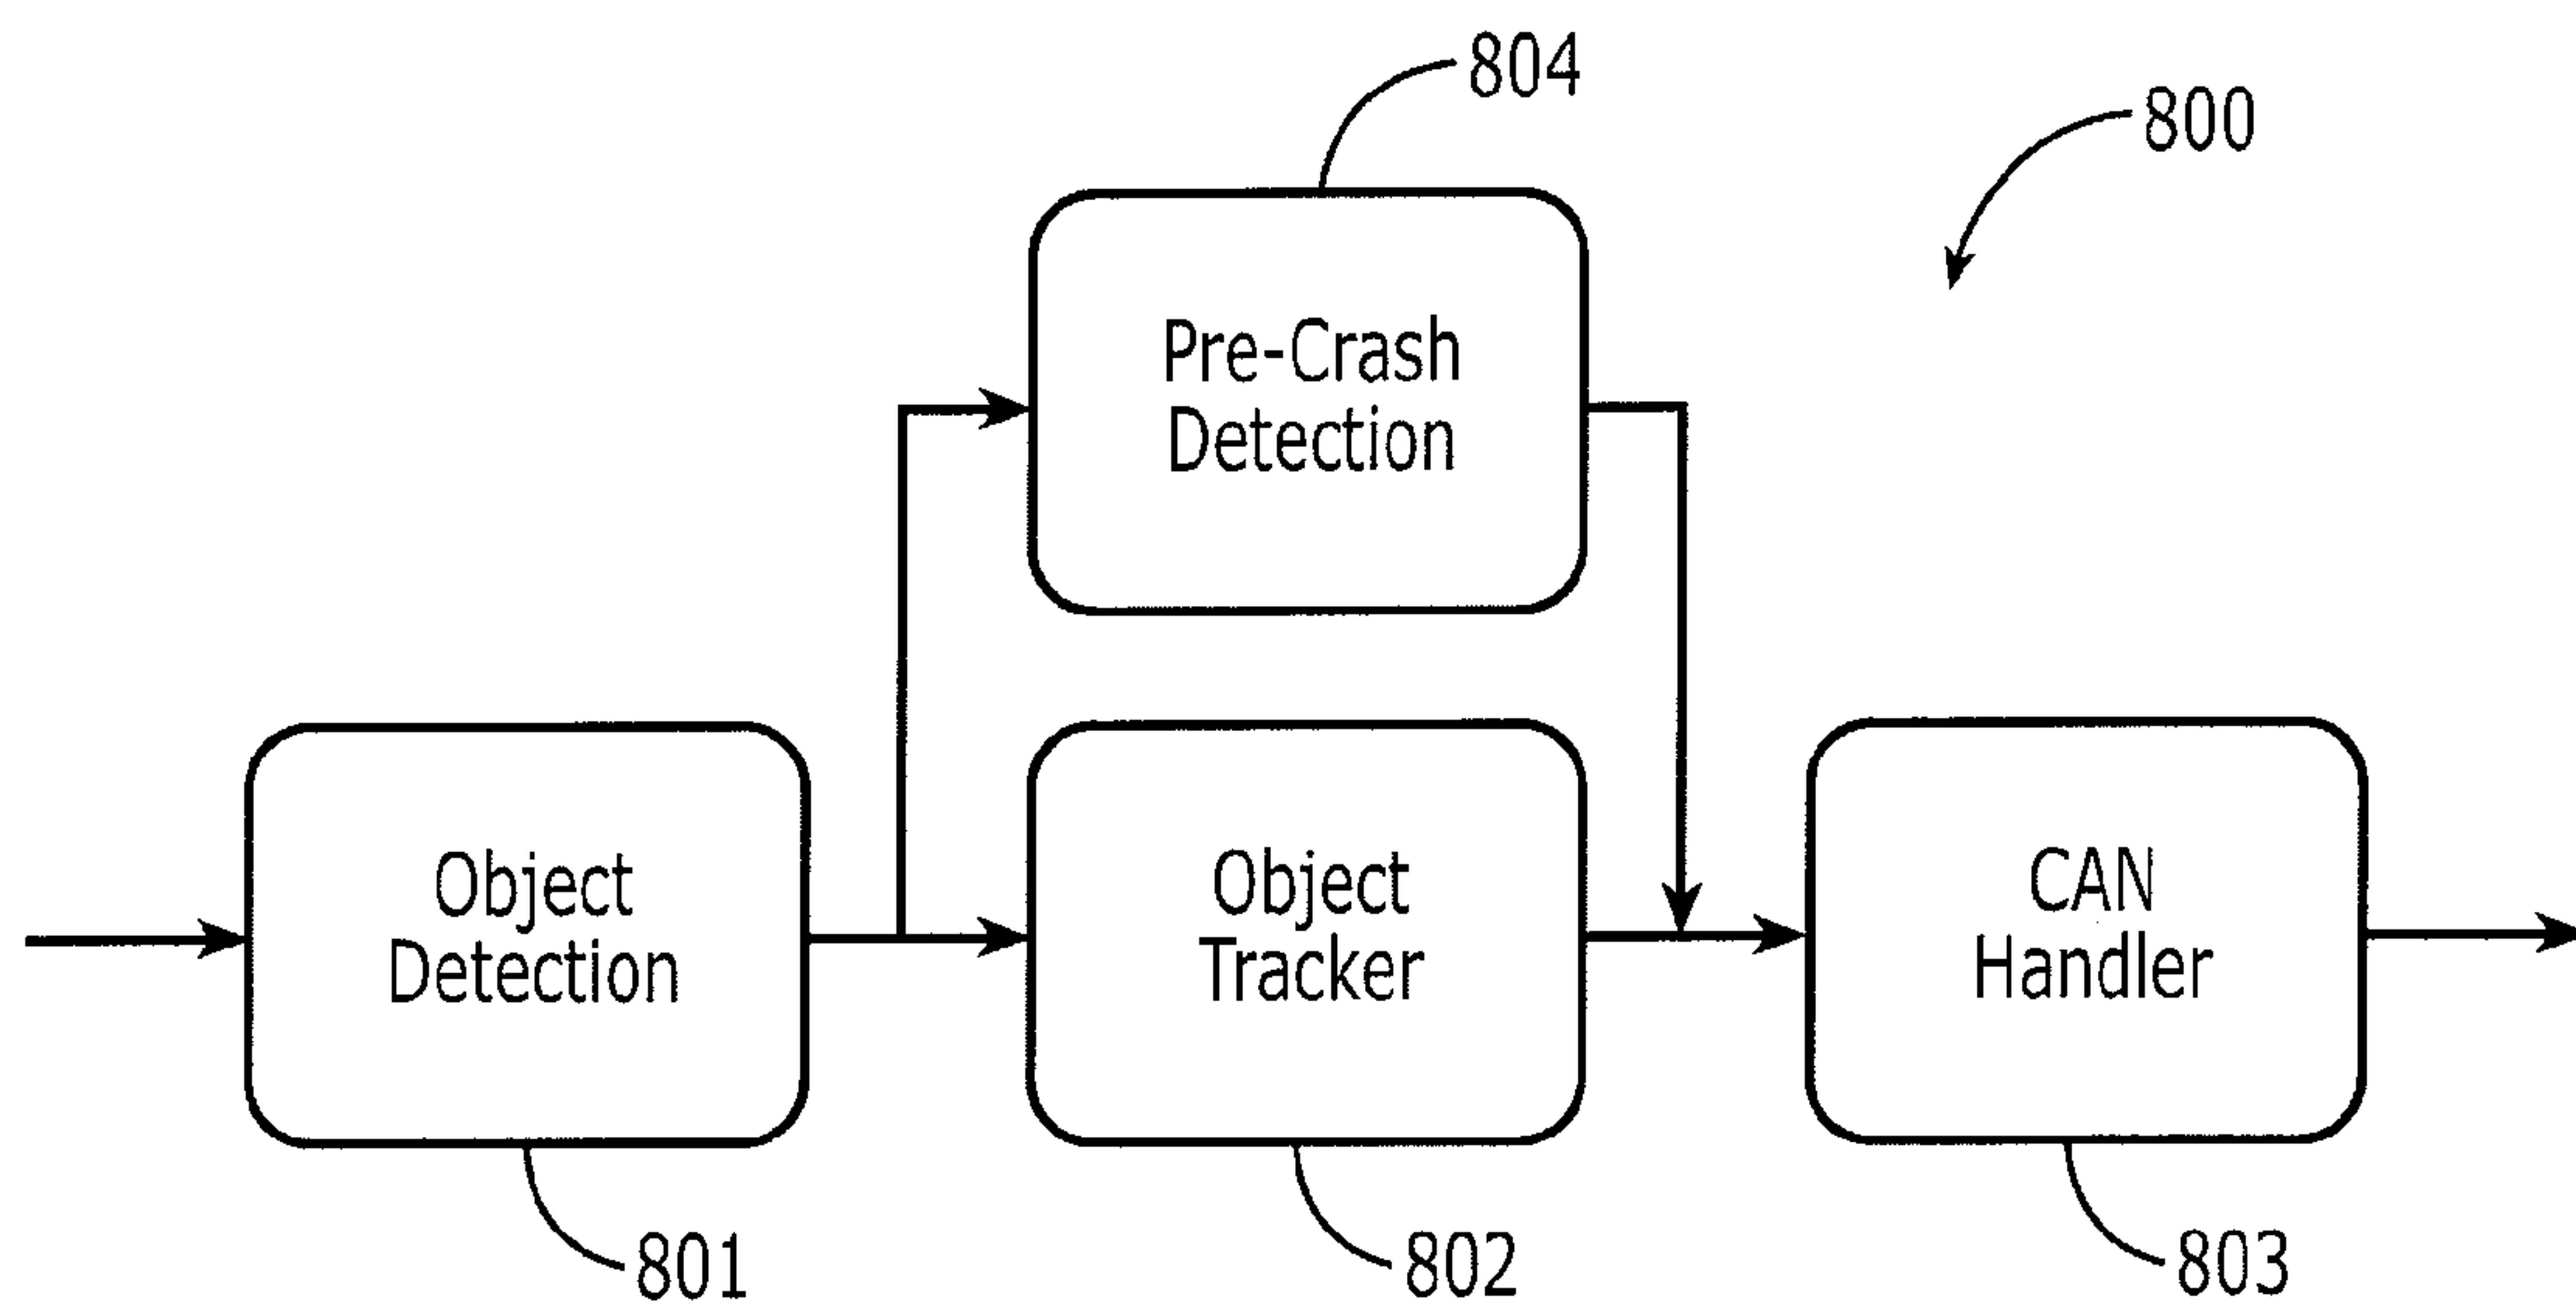 804
800
Pre-Crash
Detection
Object
Detection
Object
Tracker
CAN
Handler
801
802
803